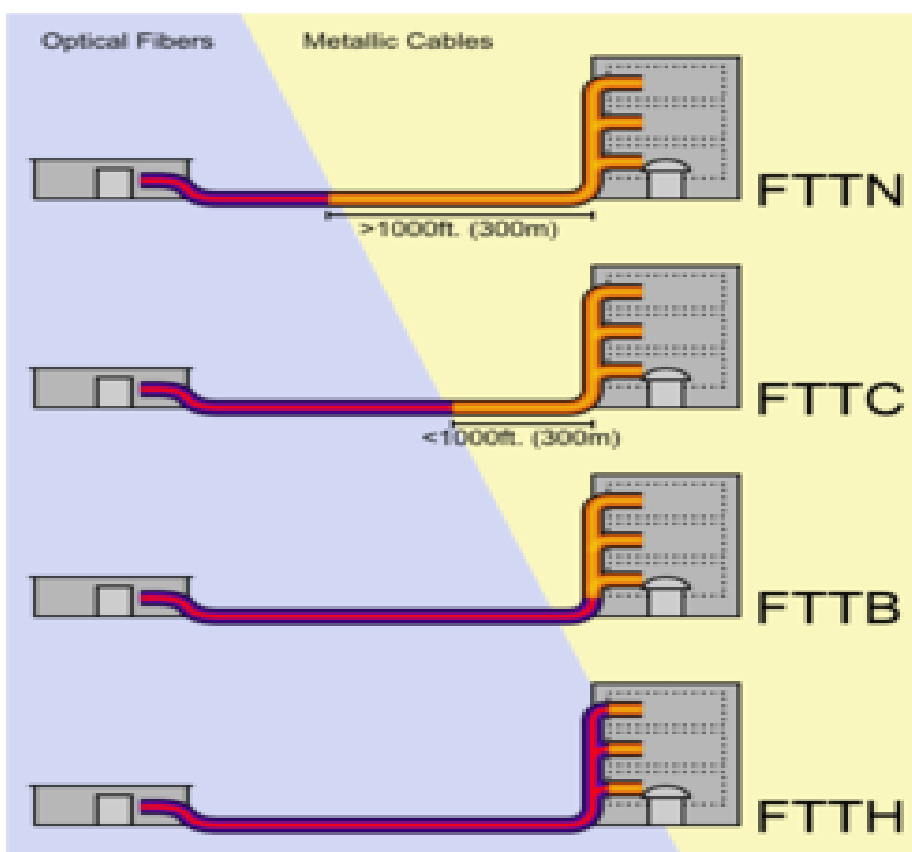 Optical Fibers
Metallic Cables
FTTN
>1000ft. (300m)
FTTC
<1000ft. (300m)
FTTB
FTTH